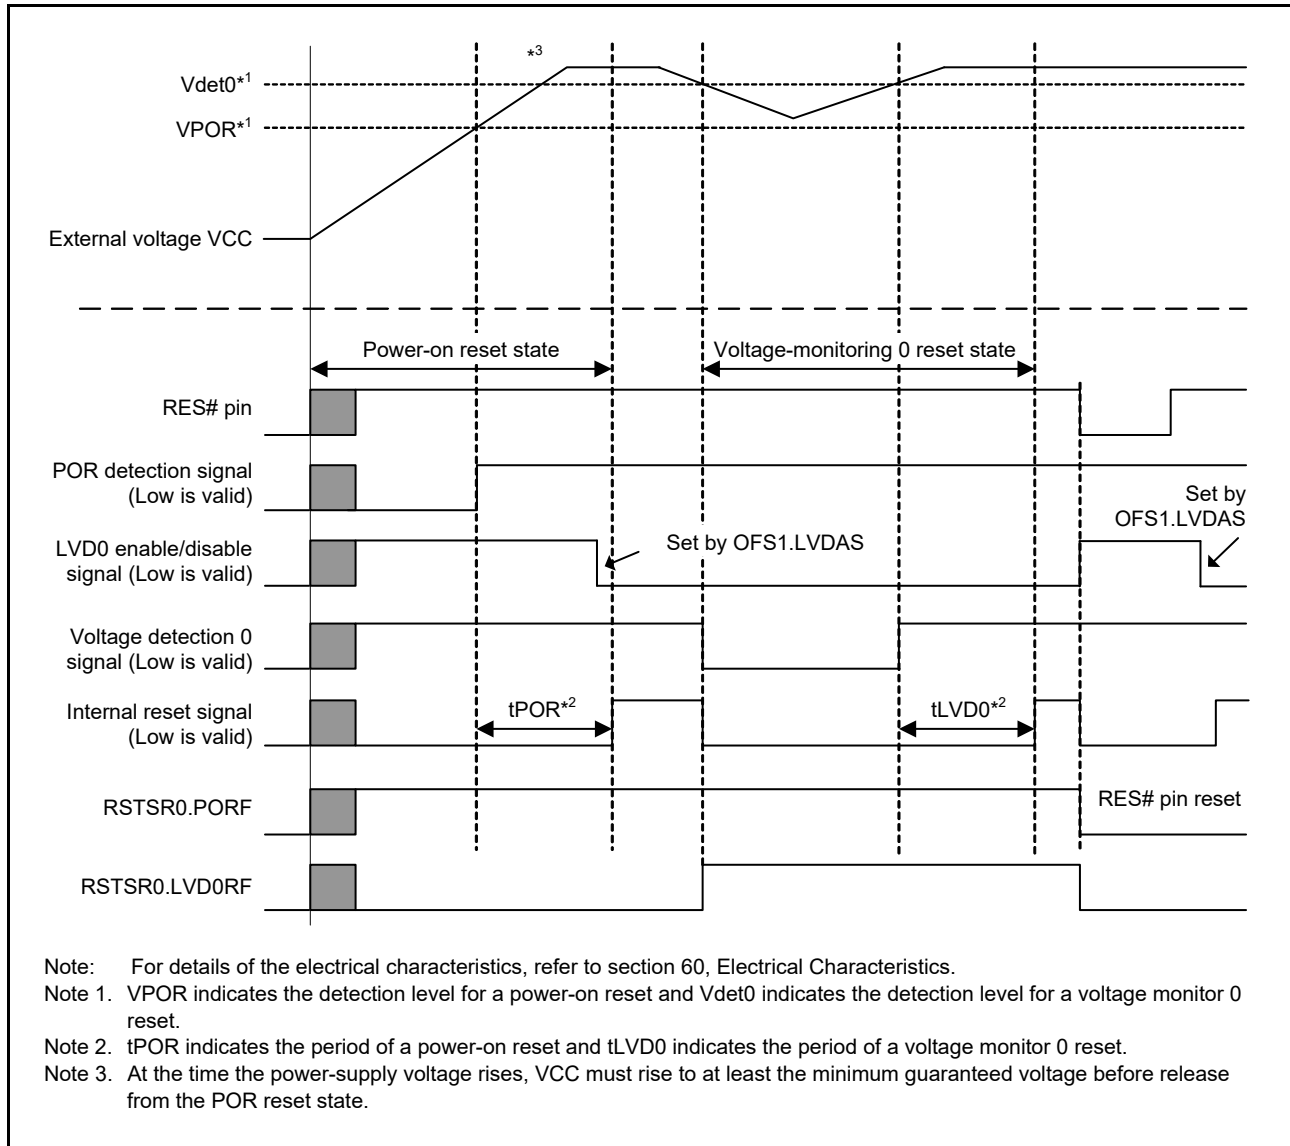 *3
Vdet0*1
VPOR*1
External voltage VCC
Power-on reset state
Voltage-monitoring 0 reset state
RES# pin
POR detection signal
(Low is valid)
Set by
OFS1.LVDAS
LVD0 enable/disable
signal (Low is valid)
Set by OFS1.LVDAS
Voltage detection 0
signal (Low is valid)
Internal reset signal
(Low is valid)
tPOR*2
tLVD0*2
RSTSR0.PORF
RES# pin reset
RSTSR0.LVD0RF
Note: For details of the electrical characteristics, refer to section 60, Electrical Characteristics.
Note 1. VPOR indicates the detection level for a power-on reset and Vdet0 indicates the detection level for a voltage monitor 0
reset.
Note 2. tPOR indicates the period of a power-on reset and tLVD0 indicates the period of a voltage monitor 0 reset.
Note 3. At the time the power-supply voltage rises, VCC must rise to at least the minimum guaranteed voltage before release
from the POR reset state.